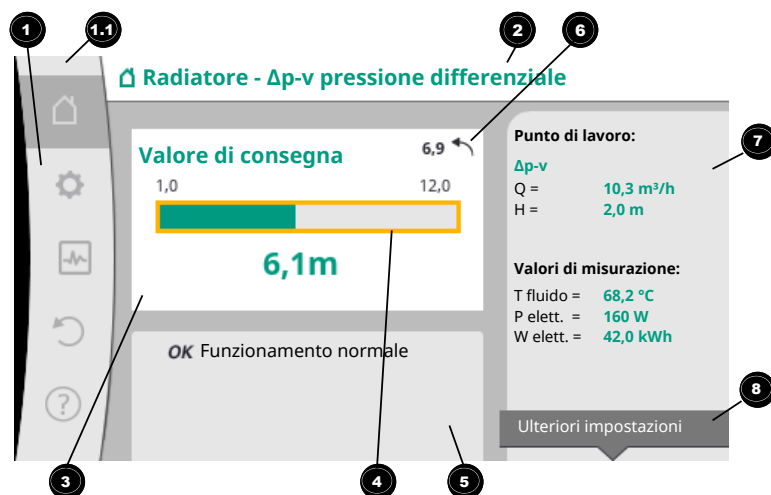 1
1.1
2
6
Radiatore - Δp-v pressione differenziale
Valore di consegna
6,9
1,0
12,0
6,1m
OK Funzionamento normale
Punto di lavoro:
7
Δp-v
Q = 10,3 m³/h
H = 2,0 m
Valori di misurazione:
T fluido = 68,2 °C
P elett. = 160 W
W elett. = 42,0 kWh
8
Ulteriori impostazioni
?
3
4
5